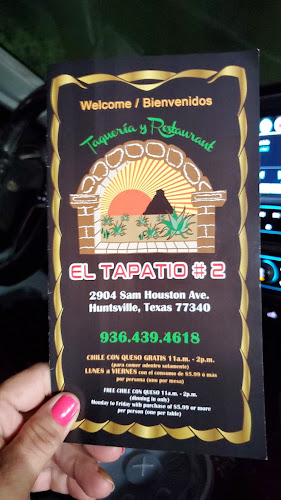 Welcome / Bienvenidos
Taquería y Restaurant
EL TAPATIO # 2
2904 Sam Houston Ave.
Huntsville, Texas 77340
936.439.4618
CHILE CON QUESO GRATIS 11a.m. - 2p.m.
(para comer adentro solamente)
LUNES a VIERNES con el consumo de $5.99 ó más
por persona (uno por mesa)
FREE CHILE CON QUESO 11a.m. - 2p.m.
(dinning in only)
Monday to Friday with purchase of $5.99 or more
per person (one per table)